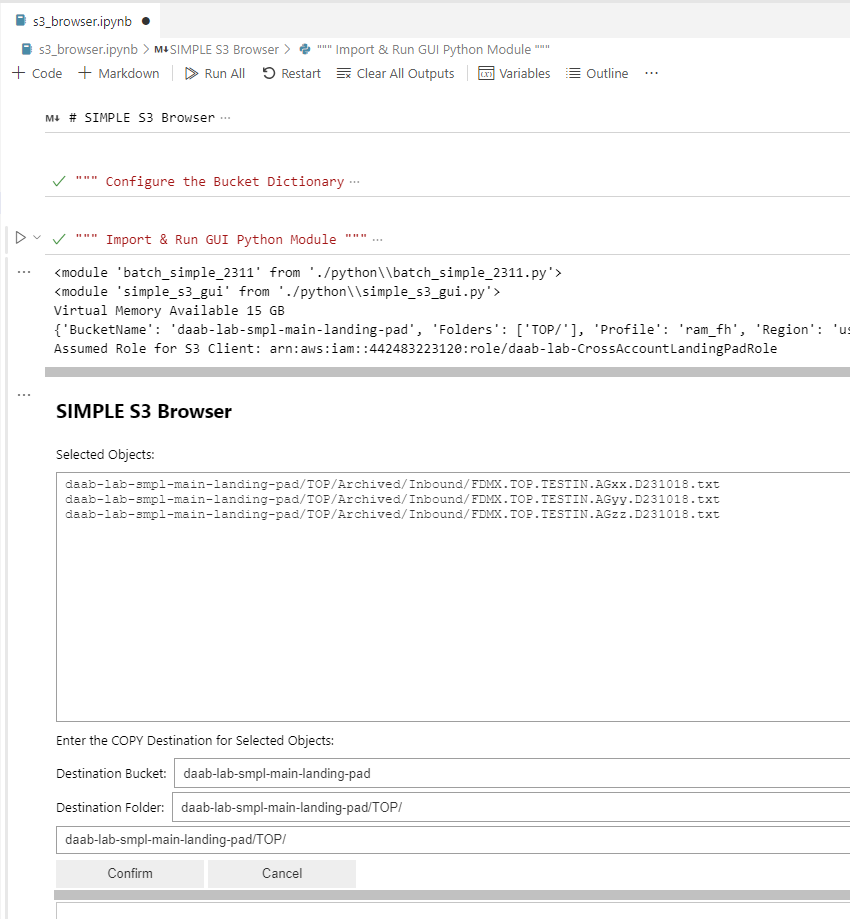 s3_browser.ipynb ●
s3_browser.ipynb > M↓ SIMPLE S3 Browser > """ Import & Run GUI Python Module """
+ Code + Markdown Run All Restart Clear All Outputs Variables Outline ...
M↓ # SIMPLE S3 Browser ...
✓ """ Configure the Bucket Dictionary ...
✓ """ Import & Run GUI Python Module """ ...
<module 'batch_simple_2311' from './python\\batch_simple_2311.py'>
<module 'simple_s3_gui' from './python\\simple_s3_gui.py'>
Virtual Memory Available 15 GB
{'BucketName': 'daab-lab-smpl-main-landing-pad', 'Folders': ['TOP/'], 'Profile': 'ram_fh', 'Region': 'us
Assumed Role for S3 Client: arn:aws:iam::442483223120:role/daab-lab-CrossAccountLandingPadRole
SIMPLE S3 Browser
Selected Objects:
daab-lab-smpl-main-landing-pad/TOP/Archived/Inbound/FDMX.TOP.TESTIN.AGxx.D231018.txt
daab-lab-smpl-main-landing-pad/TOP/Archived/Inbound/FDMX.TOP.TESTIN.AGyy.D231018.txt
daab-lab-smpl-main-landing-pad/TOP/Archived/Inbound/FDMX.TOP.TESTIN.AGzz.D231018.txt
Enter the COPY Destination for Selected Objects:
Destination Bucket: daab-lab-smpl-main-landing-pad
Destination Folder: daab-lab-smpl-main-landing-pad/TOP/
daab-lab-smpl-main-landing-pad/TOP/
Confirm Cancel